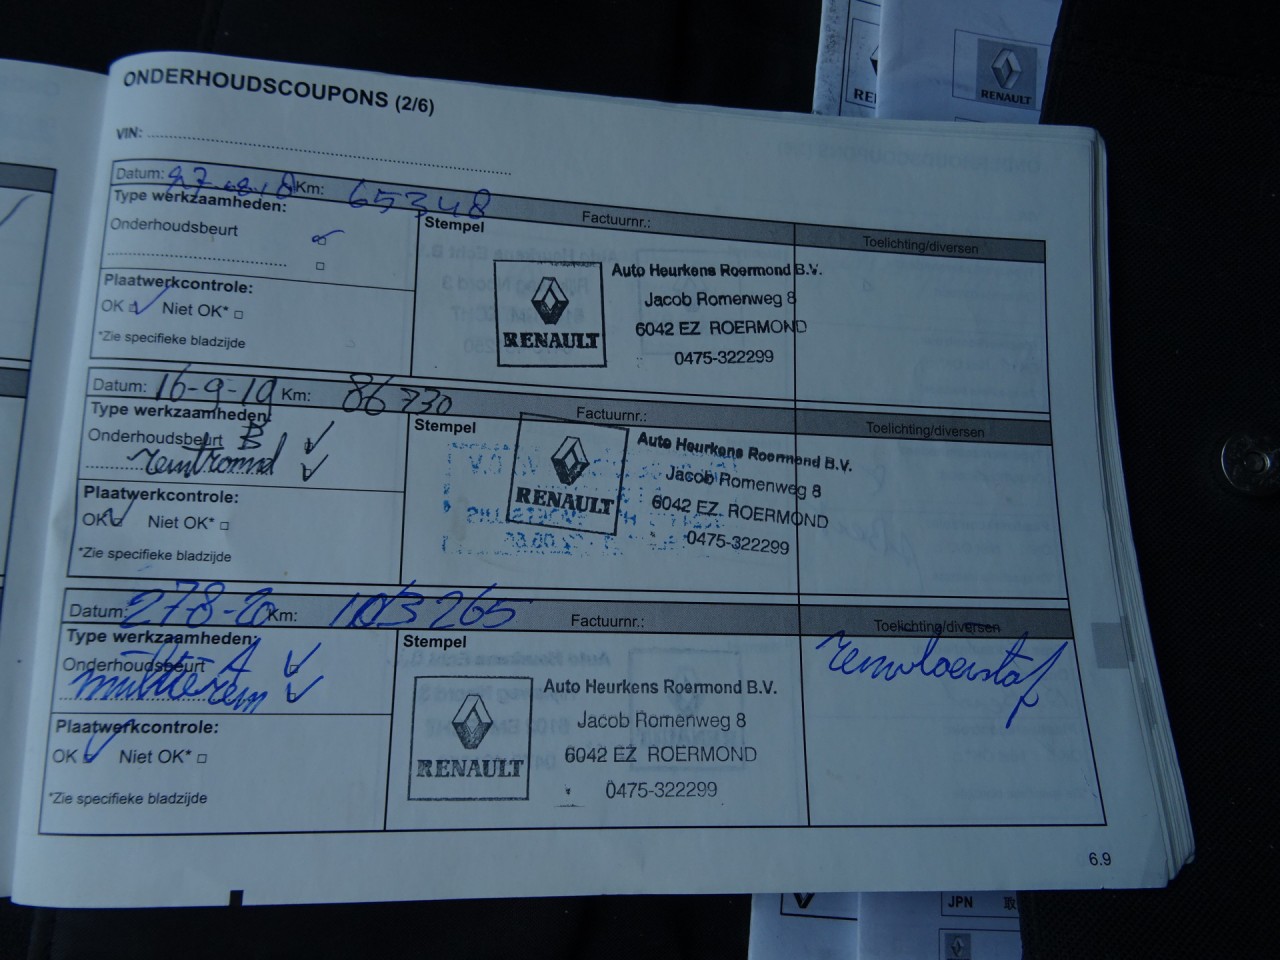 ONDERHOUDSCOUPONS (2/6)
VIN:
Datum: Km: 65348 Factuurnr.: Toelichting/diversen
Type werkzaamheden:
Onderhoudsbeurt
Plaatwerkcontrole:
OK Niet OK*
*Zie specifieke bladzijde
Stempel
RENAULT
Auto Heurkens Roermond B.V.
Jacob Romenweg 8
6042 EZ ROERMOND
0475-322299
Datum: 16-9-19 Km: 86730 Factuurnr.: Toelichting/diversen
Type werkzaamheden:
Onderhoudsbeurt B
Plaatwerkcontrole:
OK Niet OK*
*Zie specifieke bladzijde
Stempel
RENAULT
Auto Heurkens Roermond B.V.
Jacob Romenweg 8
6042 EZ ROERMOND
0475-322299
Datum: 278-20 Km: 103265 Factuurnr.: Toelichting/diversen
Type werkzaamheden:
Onderhoudsbeurt A
Plaatwerkcontrole:
OK Niet OK*
*Zie specifieke bladzijde
Stempel
RENAULT
Auto Heurkens Roermond B.V.
Jacob Romenweg 8
6042 EZ ROERMOND
0475-322299
remvloeistof
6.9
RENAULT
JPN